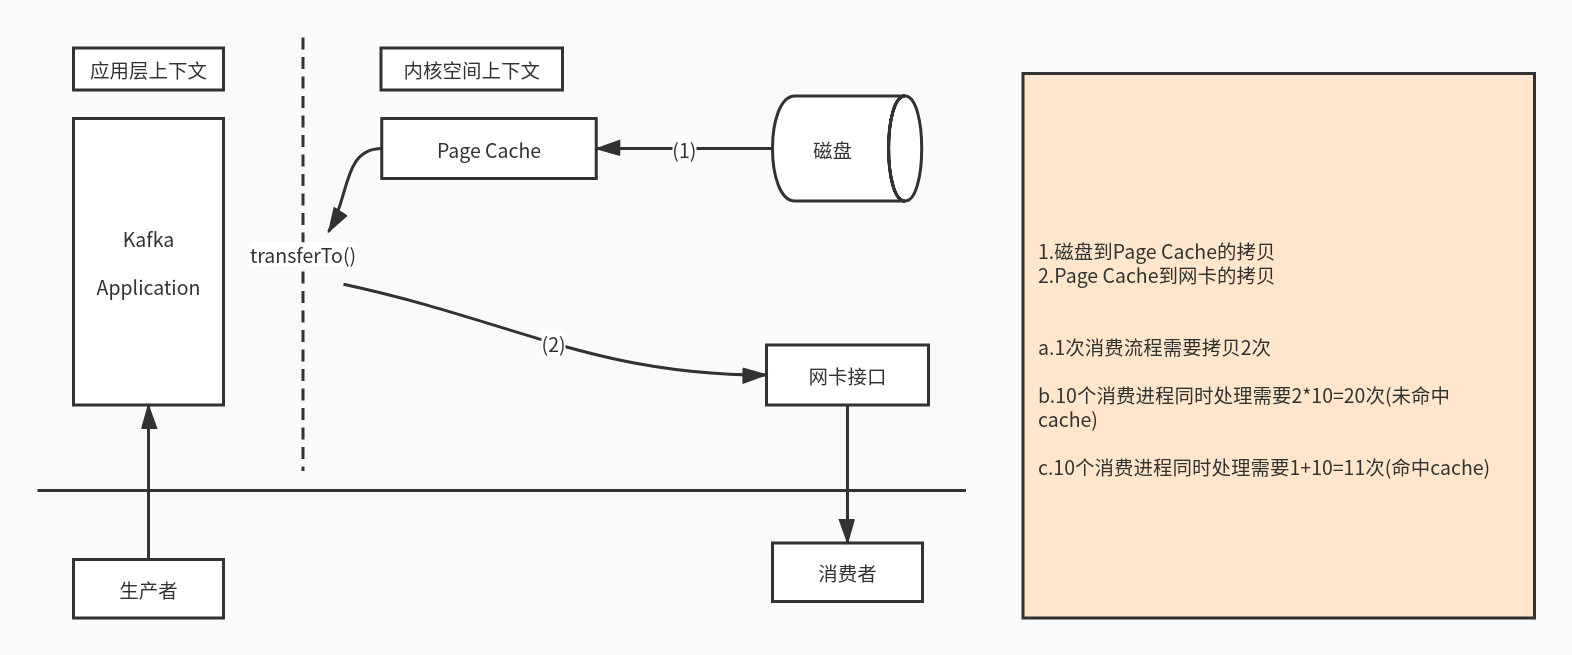 应用层上下文
内核空间上下文
Kafka
Application
Page Cache
(1)
磁盘
transferTo()
(2)
网卡接口
生产者
消费者
1.磁盘到Page Cache的拷贝
2.Page Cache到网卡的拷贝
a.1次消费流程需要拷贝2次
b.10个消费进程同时处理需要2*10=20次(未命中
cache)
c.10个消费进程同时处理需要1+10=11次(命中cache)